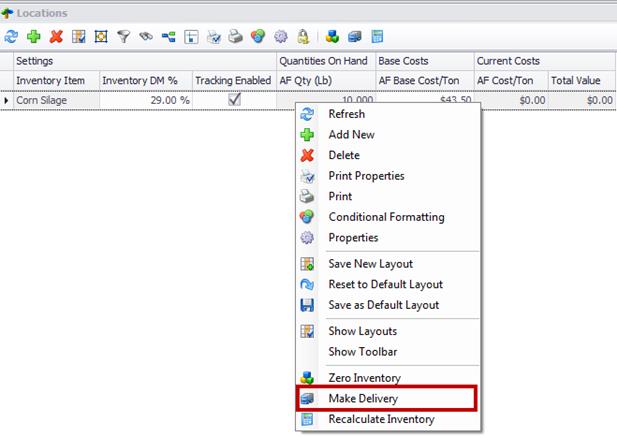 Locations
Settings Quantities On Hand Base Costs Current Costs
Inventory Item Inventory DM % Tracking Enabled AF Qty (Lb) AF Base Cost/Ton AF Cost/Ton Total Value
Corn Silage 29.00 % 10,000 $43.50 $0.00 $0.00
Refresh
Add New
Delete
Print Properties
Print
Conditional Formatting
Properties
Save New Layout
Reset to Default Layout
Save as Default Layout
Show Layouts
Show Toolbar
Zero Inventory
Make Delivery
Recalculate Inventory